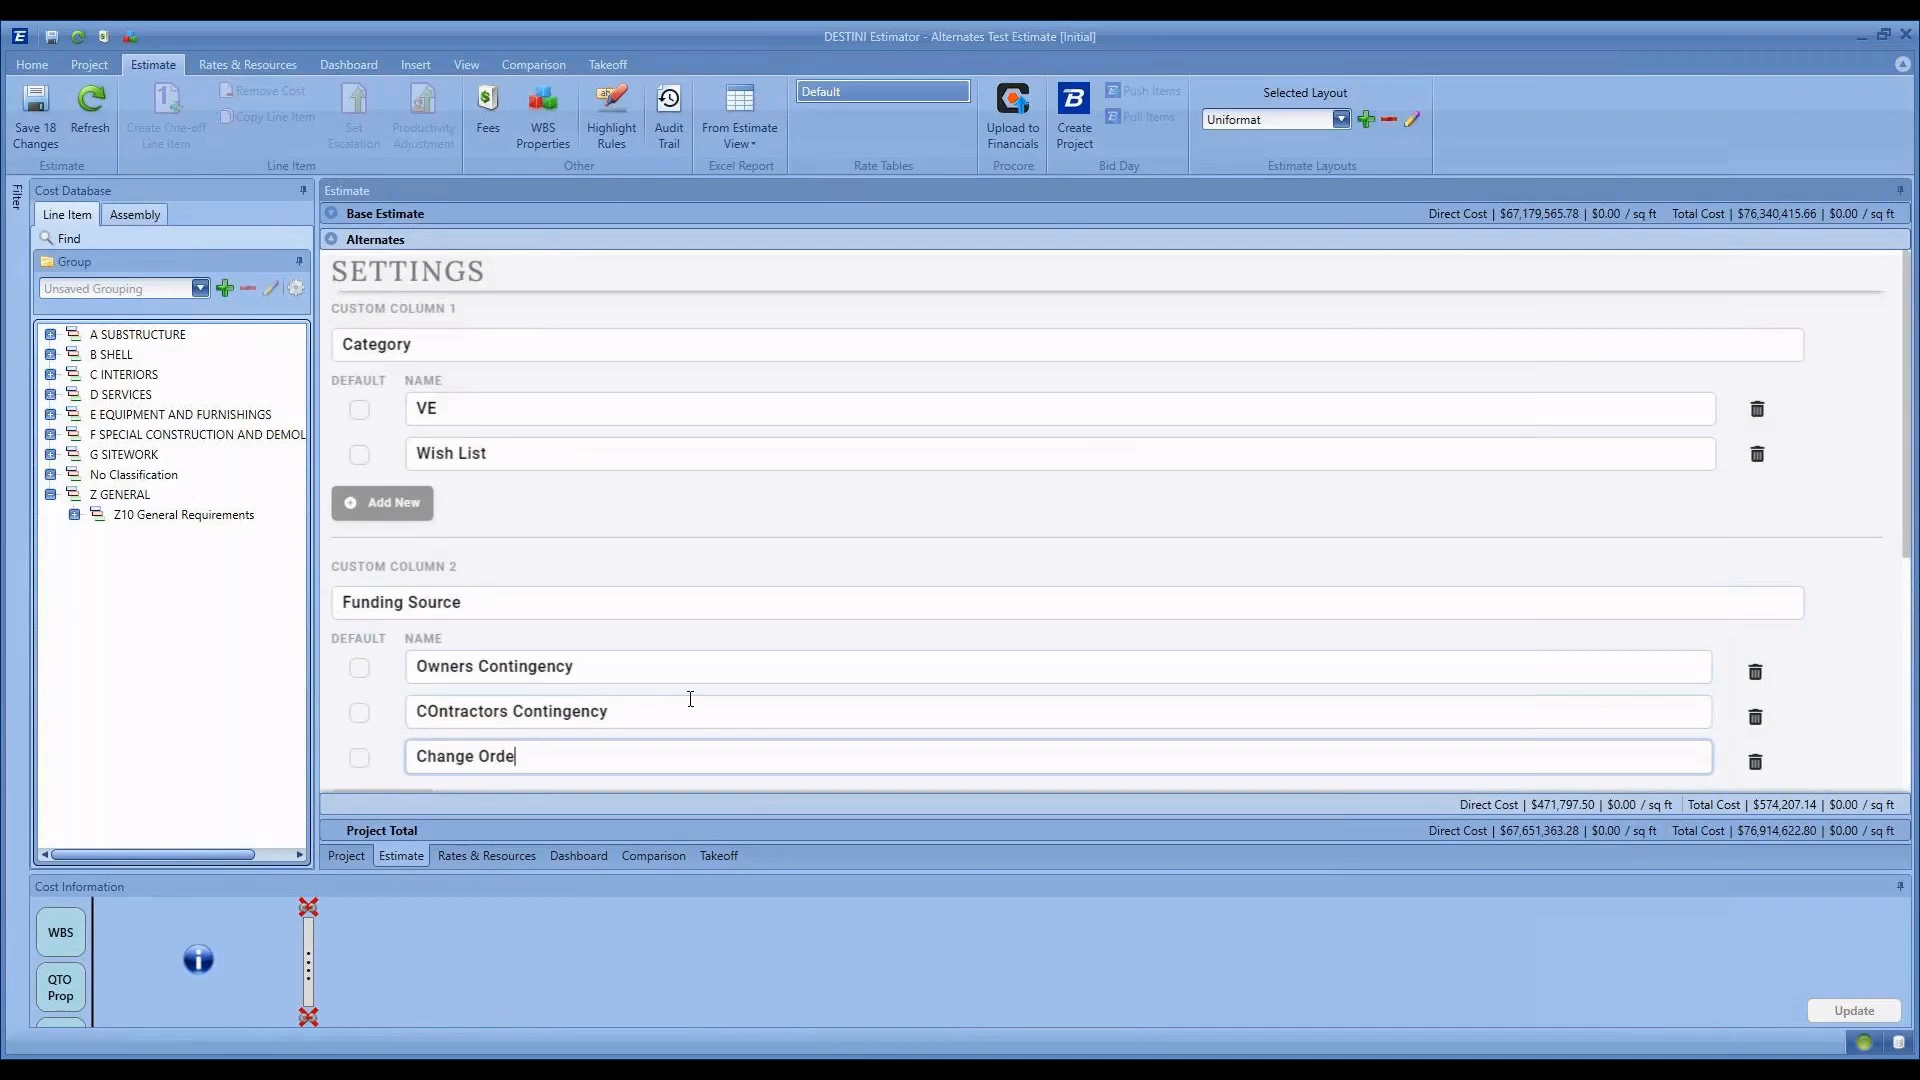 E
DESTINI Estimator - Alternates Test Estimate [Initial]
Home Project Estimate Rates & Resources Dashboard Insert View Comparison Takeoff
Save 18 Changes
Refresh
Create One-off Line Item
Remove Cost
Copy Line Item
Set Escalation
Productivity Adjustment
Fees
WBS Properties
Highlight Rules
Audit Trail
From Estimate View
Default
Upload to Financials
Create Project
Push Items
Pull Items
Selected Layout
Uniformat
Estimate Line Item Other Excel Report Rate Tables Procore Bid Day Estimate Layouts
Filter
Cost Database
Line Item Assembly
Find
Group
Unsaved Grouping
A SUBSTRUCTURE
B SHELL
C INTERIORS
D SERVICES
E EQUIPMENT AND FURNISHINGS
F SPECIAL CONSTRUCTION AND DEMOL
G SITEWORK
No Classification
Z GENERAL
Z10 General Requirements
Estimate
Base Estimate Direct Cost | $67,179,565.78 | $0.00 / sq ft Total Cost | $76,340,415.66 | $0.00 / sq ft
Alternates
SETTINGS
CUSTOM COLUMN 1
Category
DEFAULT NAME
VE
Wish List
Add New
CUSTOM COLUMN 2
Funding Source
DEFAULT NAME
Owners Contingency
COntractors Contingency
Change Orde
Direct Cost | $471,797.50 | $0.00 / sq ft Total Cost | $574,207.14 | $0.00 / sq ft
Project Total Direct Cost | $67,651,363.28 | $0.00 / sq ft Total Cost | $76,914,622.80 | $0.00 / sq ft
Project Estimate Rates & Resources Dashboard Comparison Takeoff
Cost Information
WBS
QTO Prop
Update